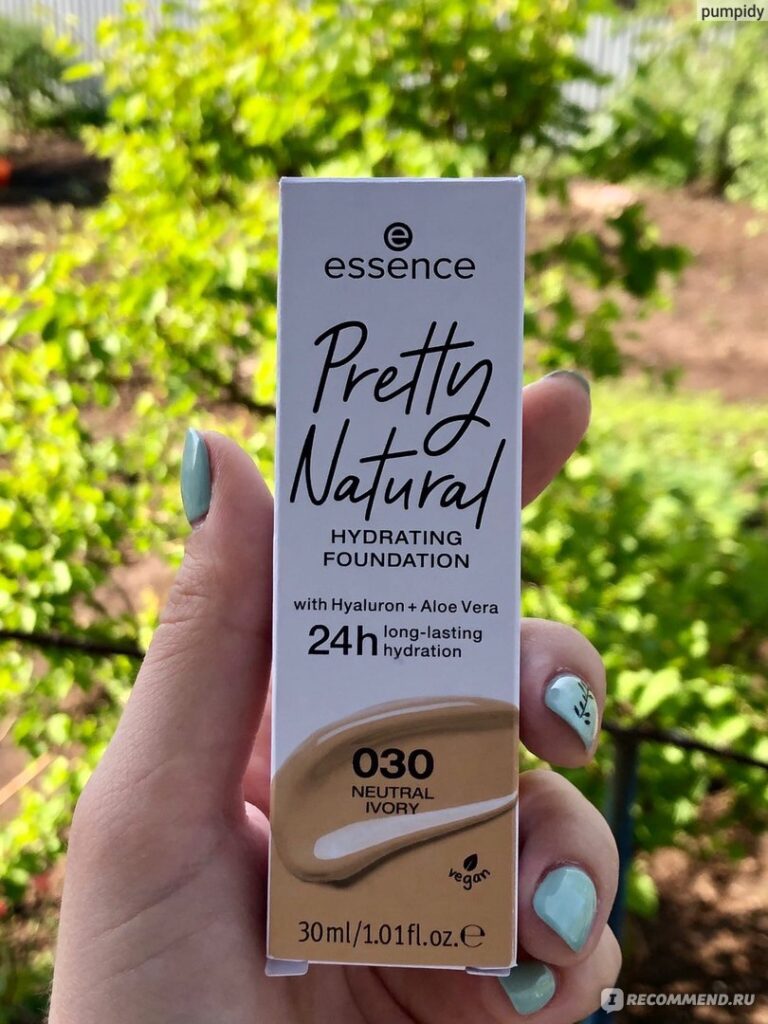 pumpidy
e
essence
Pretty
Natural
HYDRATING
FOUNDATION
with Hyaluron + Aloe Vera
24h long-lasting
hydration
030
NEUTRAL
IVORY
vegan
30ml/1.01fl.oz.℮
I RECOMMEND.RU